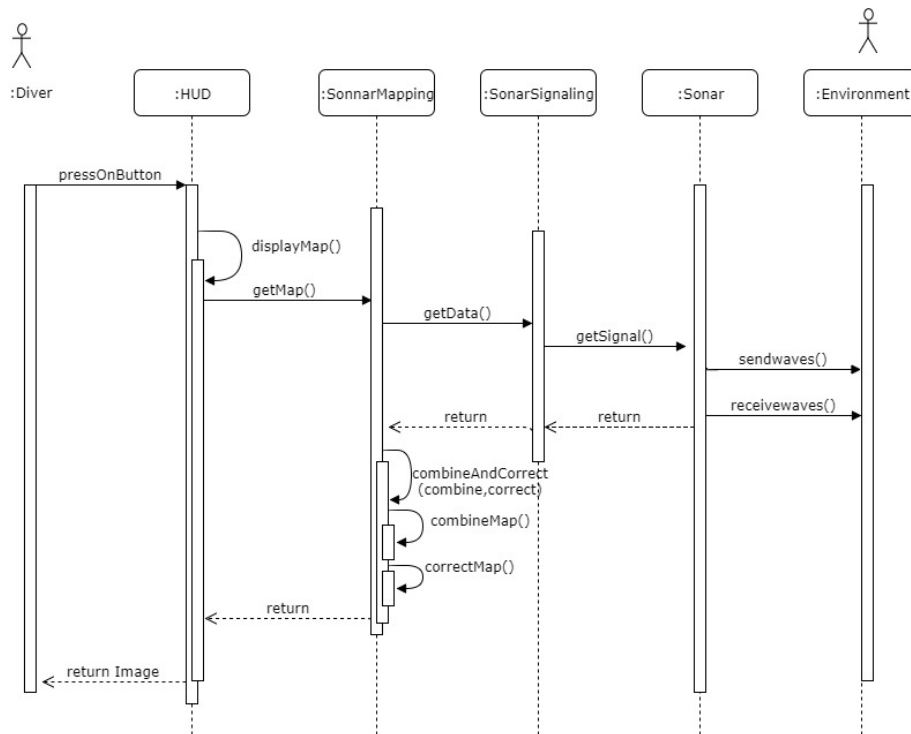 :Diver
:HUD
:SonnarMapping
:SonarSignaling
:Sonar
:Environment
pressOnButton
displayMap()
getMap()
getData()
getSignal()
sendwaves()
receivewaves()
return
return
combineAndCorrect
(combine,correct)
combineMap()
correctMap()
return
return Image